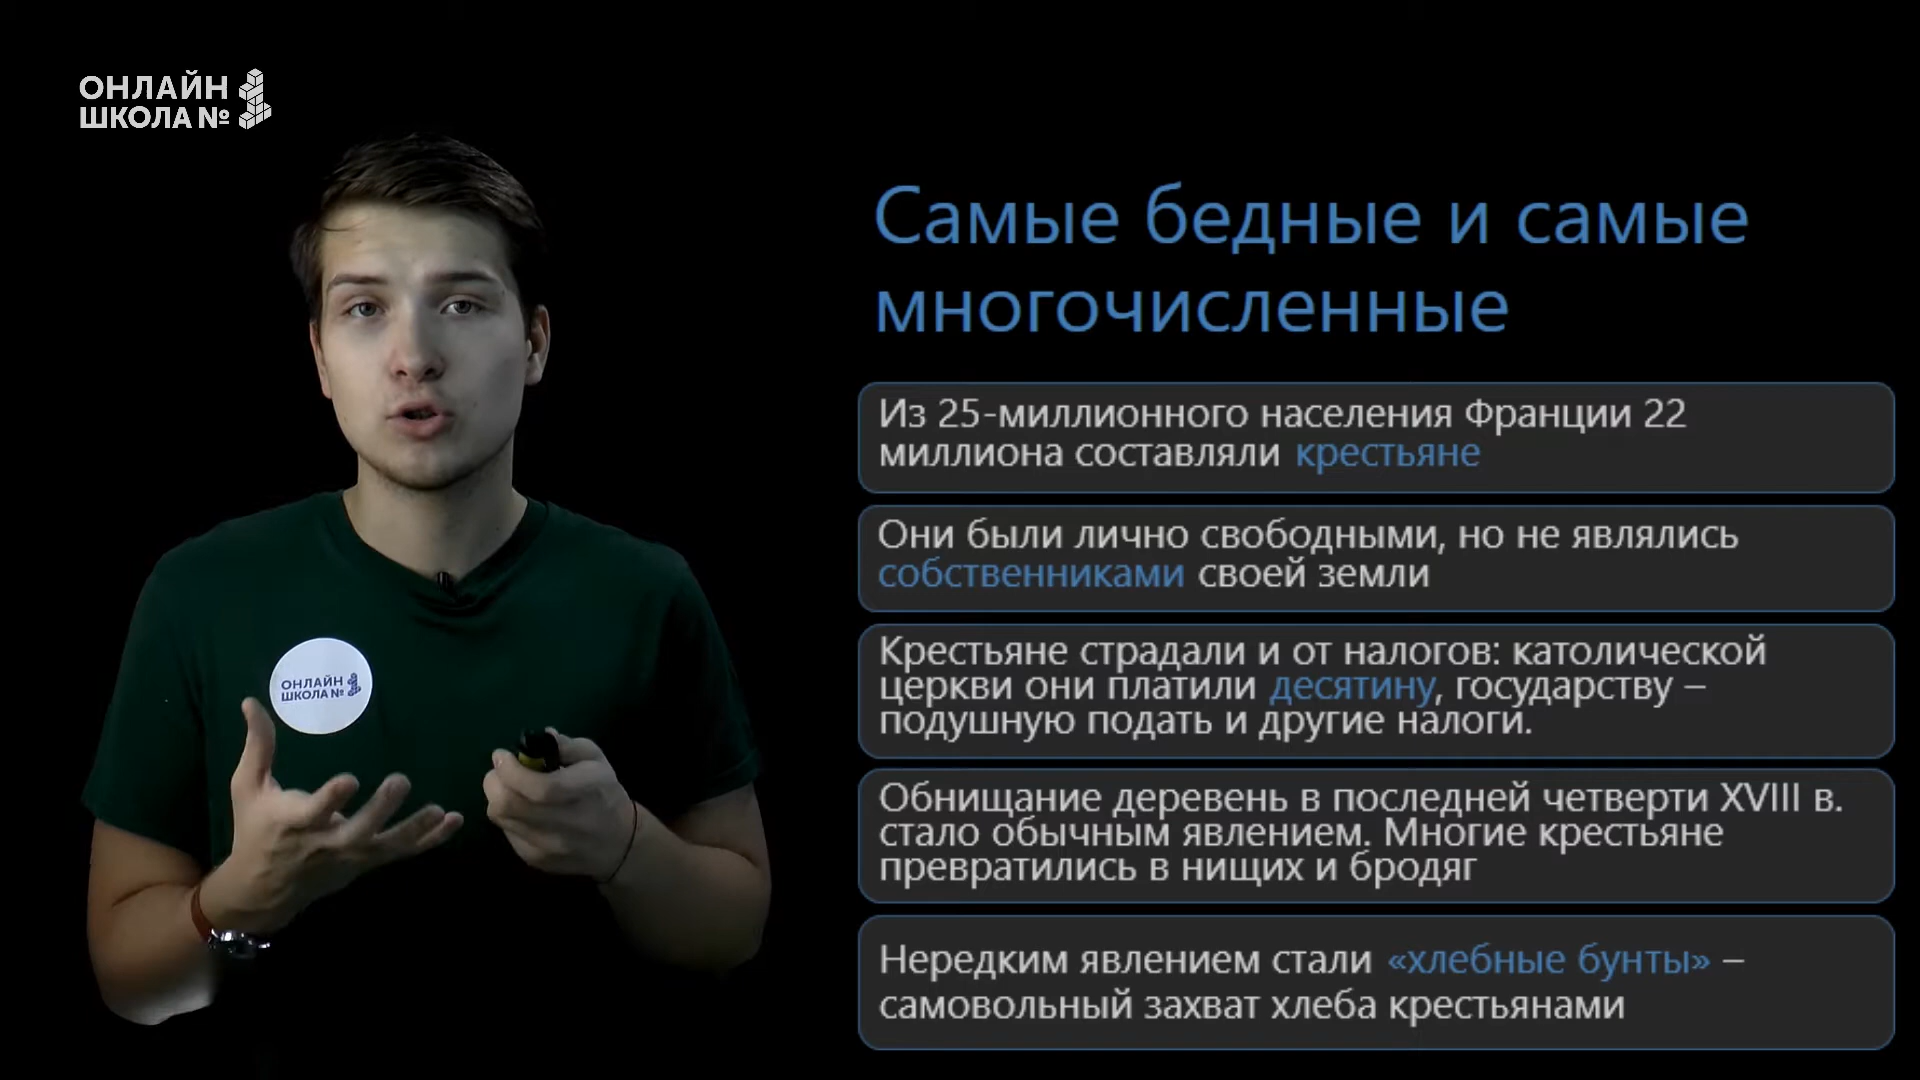 ОНЛАЙН
ШКОЛА №
Самые бедные и самые
многочисленные
Из 25-миллионного населения Франции 22
миллиона составляли крестьяне
Они были лично свободными, но не являлись
собственниками своей земли
Крестьяне страдали и от налогов: католической
церкви они платили десятину, государству –
подушную подать и другие налоги.
Обнищание деревень в последней четверти XVIII в.
стало обычным явлением. Многие крестьяне
превратились в нищих и бродяг
Нередким явлением стали «хлебные бунты» –
самовольный захват хлеба крестьянами
ОНЛАЙН
ШКОЛА №